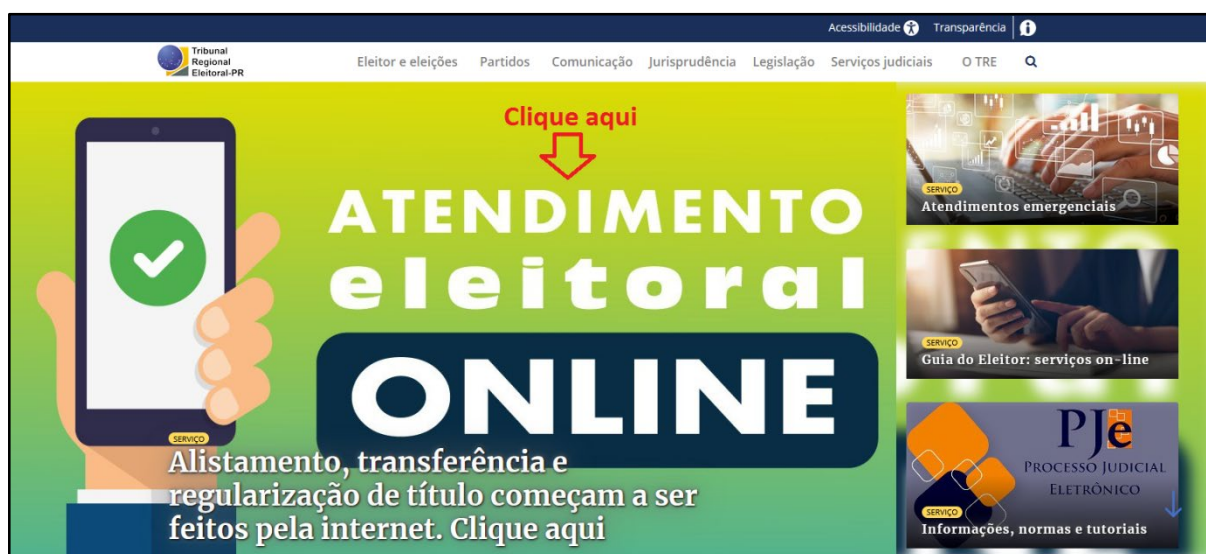 Acessibilidade Transparência
Tribunal
Regional
Eleitoral-PR
Eleitor e eleições Partidos Comunicação Jurisprudência Legislação Serviços judiciais O TRE
Clique aqui
ATENDIMENTO
eleitoral
ONLINE
SERVIÇO
Alistamento, transferência e
regularização de título começam a ser
feitos pela internet. Clique aqui
SERVIÇO
Atendimentos emergenciais
SERVIÇO
Guia do Eleitor: serviços on-line
PJe
PROCESSO JUDICIAL
ELETRÔNICO
SERVIÇO
Informações, normas e tutoriais